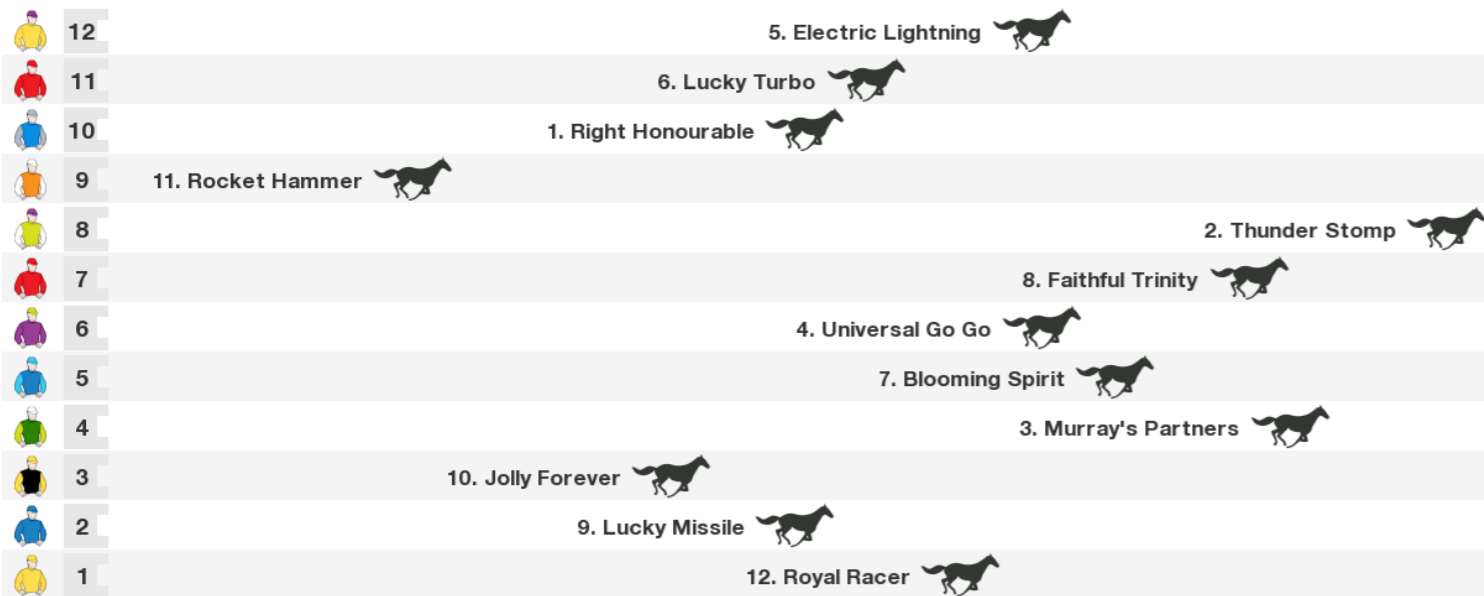 12 5. Electric Lightning
11 6. Lucky Turbo
10 1. Right Honourable
9 11. Rocket Hammer
8 2. Thunder Stomp
7 8. Faithful Trinity
6 4. Universal Go Go
5 7. Blooming Spirit
4 3. Murray's Partners
3 10. Jolly Forever
2 9. Lucky Missile
1 12. Royal Racer